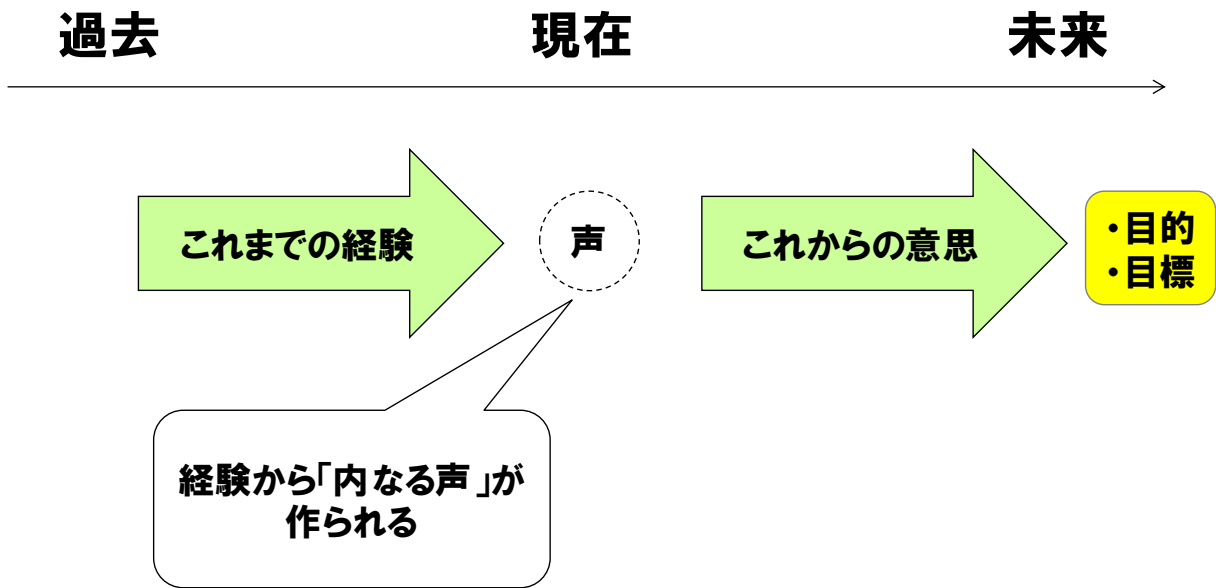 過去
現在
未来
これまでの経験
声
これからの意思
・目的
・目標
経験から「内なる声」が
作られる